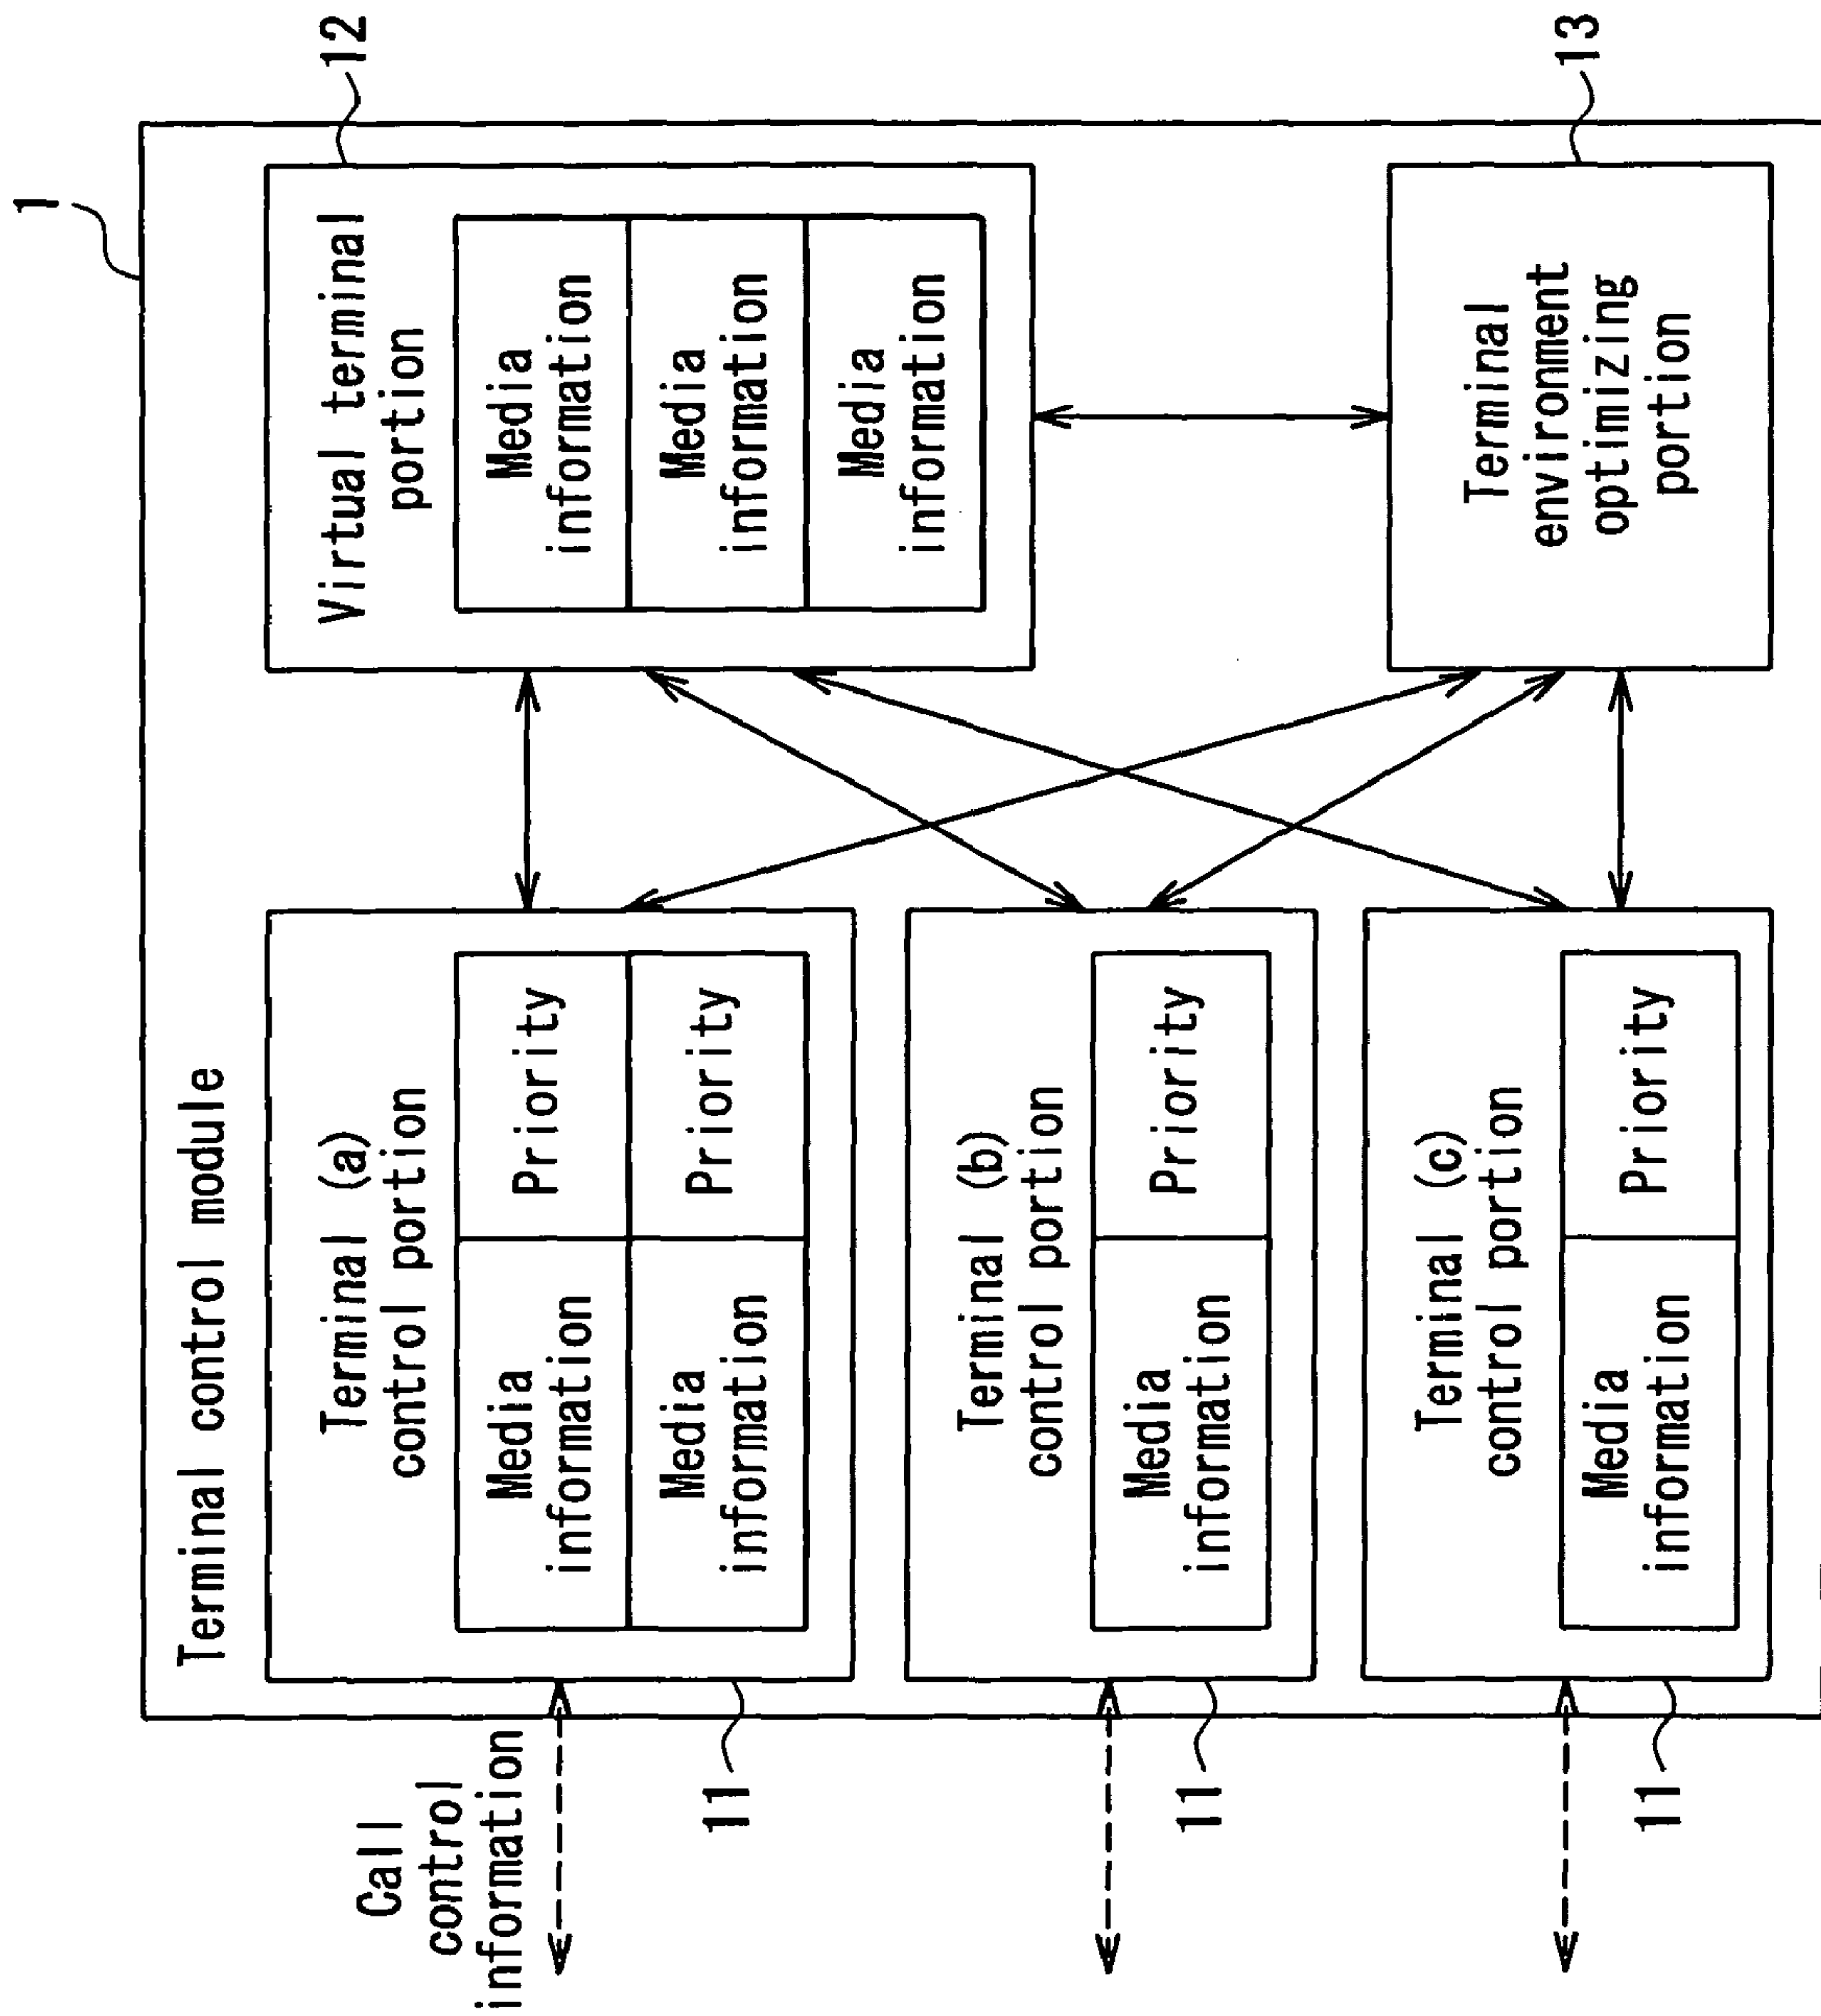 1
Terminal control module
Call
control
information
Terminal (a)
control portion
Media
information
Priority
Media
information
Priority
11
Terminal (b)
control portion
Media
information
Priority
11
Terminal (c)
control portion
Media
information
Priority
11
Virtual terminal
portion
Media
information
Media
information
Media
information
12
Terminal
environment
optimizing
portion
13